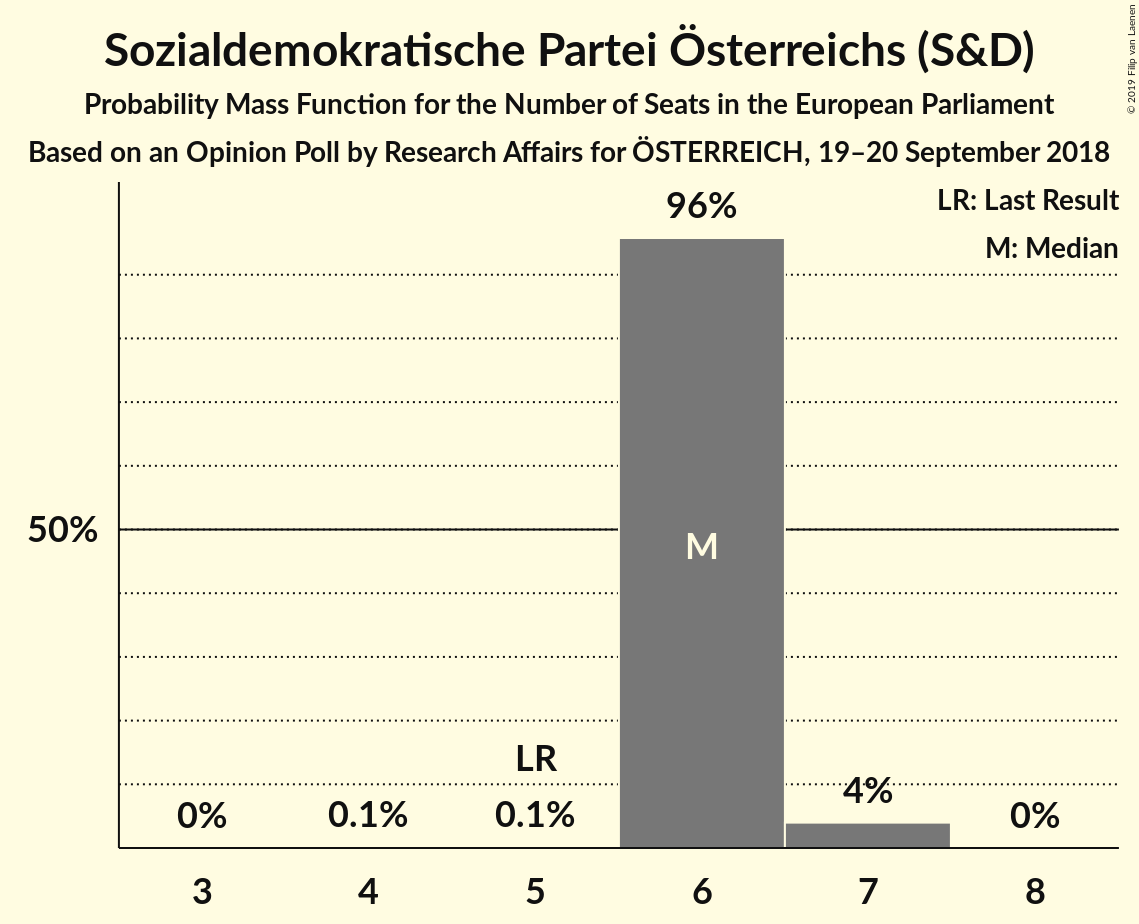 Sozialdemokratische Partei Österreichs (S&D)
Probability Mass Function for the Number of Seats in the European Parliament
Based on an Opinion Poll by Research Affairs for ÖSTERREICH, 19–20 September 2018
© 2019 Filip van Laenen
LR: Last Result
M: Median
96%
50%
M
LR
0%
0.1%
0.1%
4%
0%
3
4
5
6
7
8